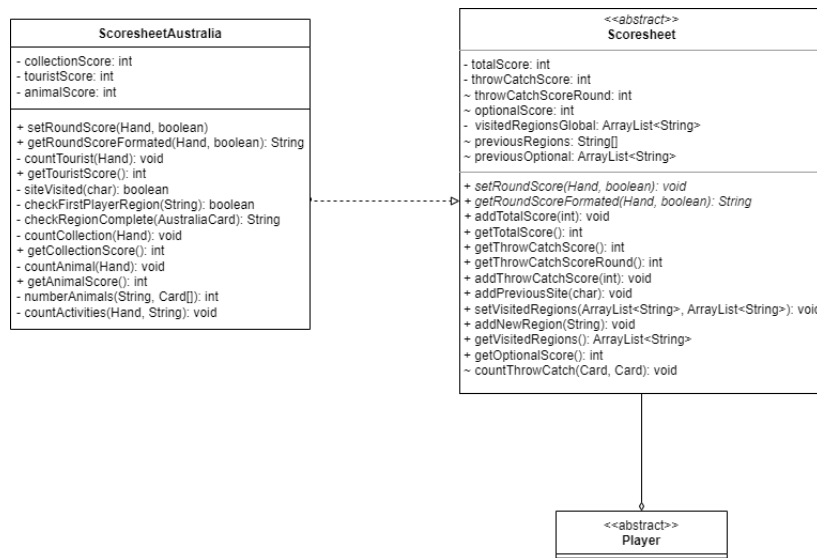 ScoresheetAustralia
- collectionScore: int
- touristScore: int
- animalScore: int
+ setRoundScore(Hand, boolean)
+ getRoundScoreFormated(Hand, boolean): String
- countTourist(Hand): void
+ getTouristScore(): int
- siteVisited(char): boolean
- checkFirstPlayerRegion(String): boolean
- checkRegionComplete(AustraliaCard): String
- countCollection(Hand): void
+ getCollectionScore(): int
- countAnimal(Hand): void
+ getAnimalScore(): int
- numberAnimals(String, Card[]): int
- countActivities(Hand, String): void
<<abstract>>
Scoresheet
- totalScore: int
- throwCatchScore: int
~ throwCatchScoreRound: int
~ optionalScore: int
- visitedRegionsGlobal: ArrayList<String>
~ previousRegions: String[]
~ previousOptional: ArrayList<String>
+ setRoundScore(Hand, boolean): void
+ getRoundScoreFormated(Hand, boolean): String
+ addTotalScore(int): void
+ getTotalScore(): int
+ getThrowCatchScore(): int
+ getThrowCatchScoreRound(): int
+ addThrowCatchScore(int): void
+ addPreviousSite(char): void
+ setVisitedRegions(ArrayList<String>, ArrayList<String>): void
+ addNewRegion(String): void
+ getVisitedRegions(): ArrayList<String>
+ getOptionalScore(): int
~ countThrowCatch(Card, Card): void
<<abstract>>
Player